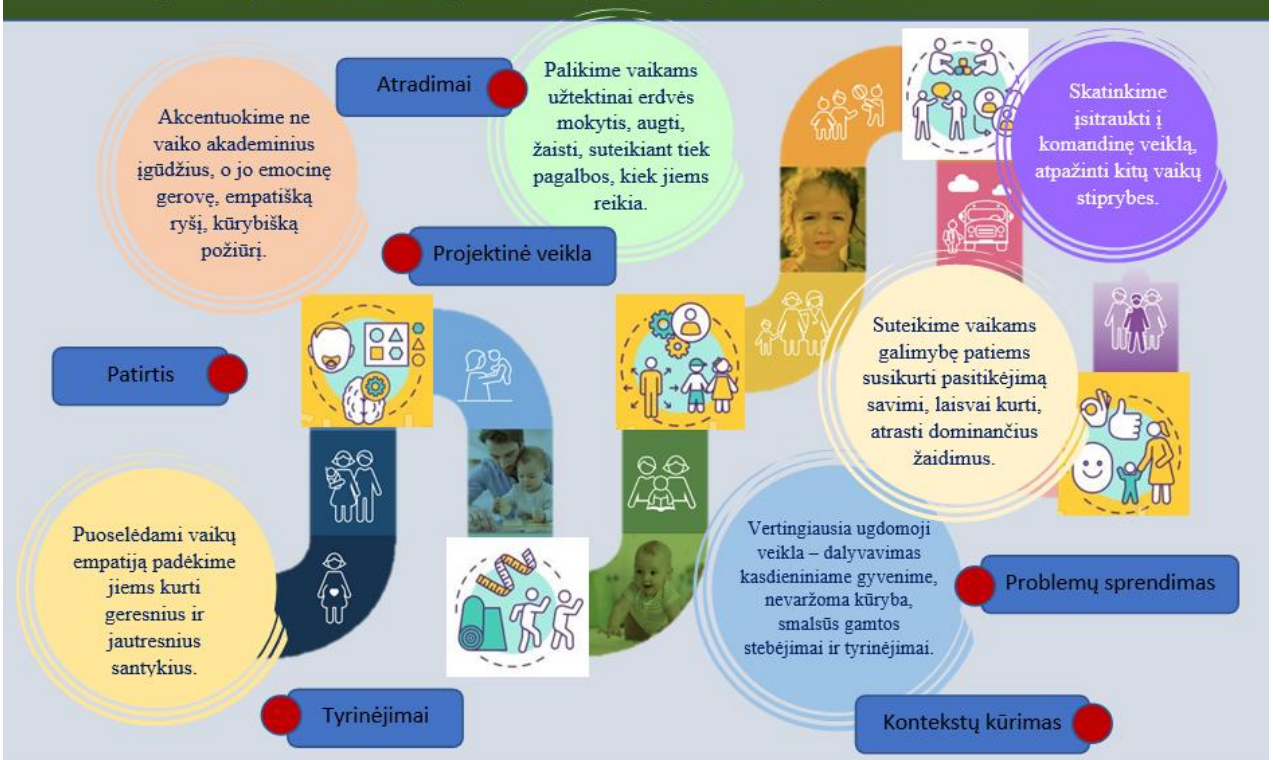 Atradimai
Palikime vaikams
užtektinai erdvės
mokytis, augti,
žaisti, suteikiant tiek
pagalbos, kiek jiems
reikia.
Akcentuokime ne
vaiko akademinius
įgūdžius, o jo emocinę
gerovę, empatišką
ryšį, kūrybišką
požiūrį.
Skatinkime
įsitraukti į
komandinę veiklą,
atpažinti kitų vaikų
stiprybes.
Projektinė veikla
Patirtis
Suteikime vaikams
galimybę patiems
susikurti pasitikėjimą
savimi, laisvai kurti,
atrasti dominančius
žaidimus.
Puoselėdami vaikų
empatiją padėkime
jiems kurti
geresnius ir
jautresnius
santykius.
Vertingiausia ugdomoji
veikla – dalyvavimas
kasdieniniame gyvenime,
nevaržoma kūryba,
smalsūs gamtos
stebėjimai ir tyrinėjimai.
Problemų sprendimas
Tyrinėjimai
Kontekstų kūrimas